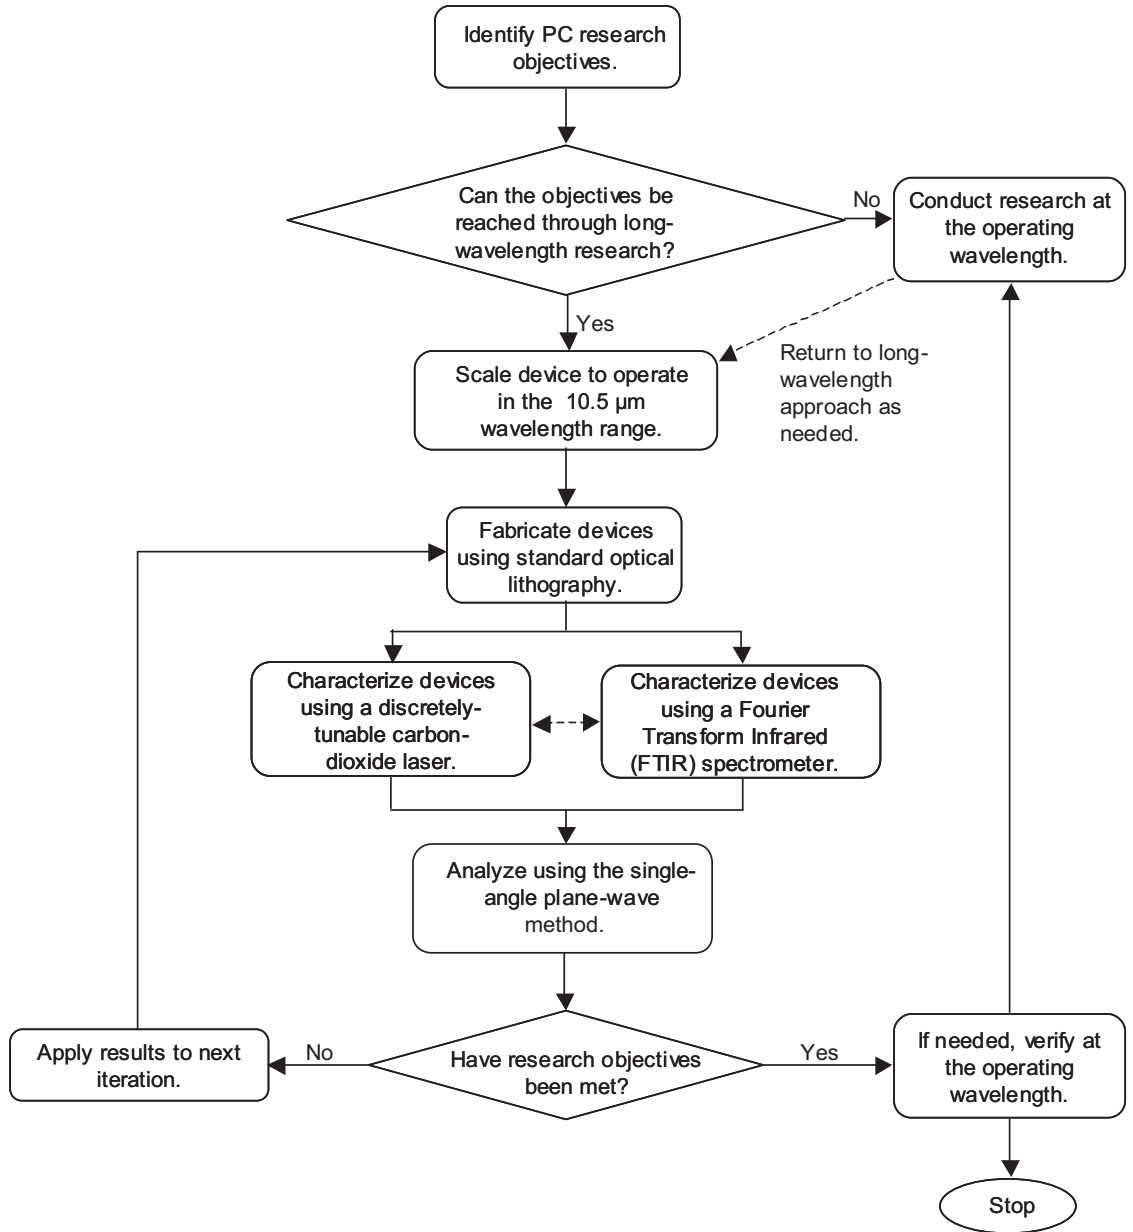 Identify PC research
objectives.
Can the objectives be
reached through long-
wavelength research?
No
Conduct research at
the operating
wavelength.
Yes
Return to long-
wavelength
approach as
needed.
Scale device to operate
in the 10.5 µm
wavelength range.
Fabricate devices
using standard optical
lithography.
Characterize devices
using a discretely-
tunable carbon-
dioxide laser.
Characterize devices
using a Fourier
Transform Infrared
(FTIR) spectrometer.
Analyze using the single-
angle plane-wave
method.
Apply results to next
iteration.
No
Have research objectives
been met?
Yes
If needed, verify at
the operating
wavelength.
Stop